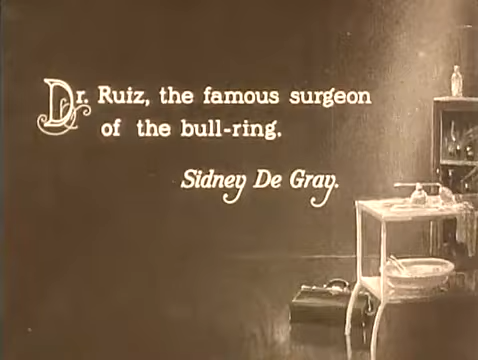 Dr. Ruiz, the famous surgeon
of the bull-ring.
Sidney De Gray.